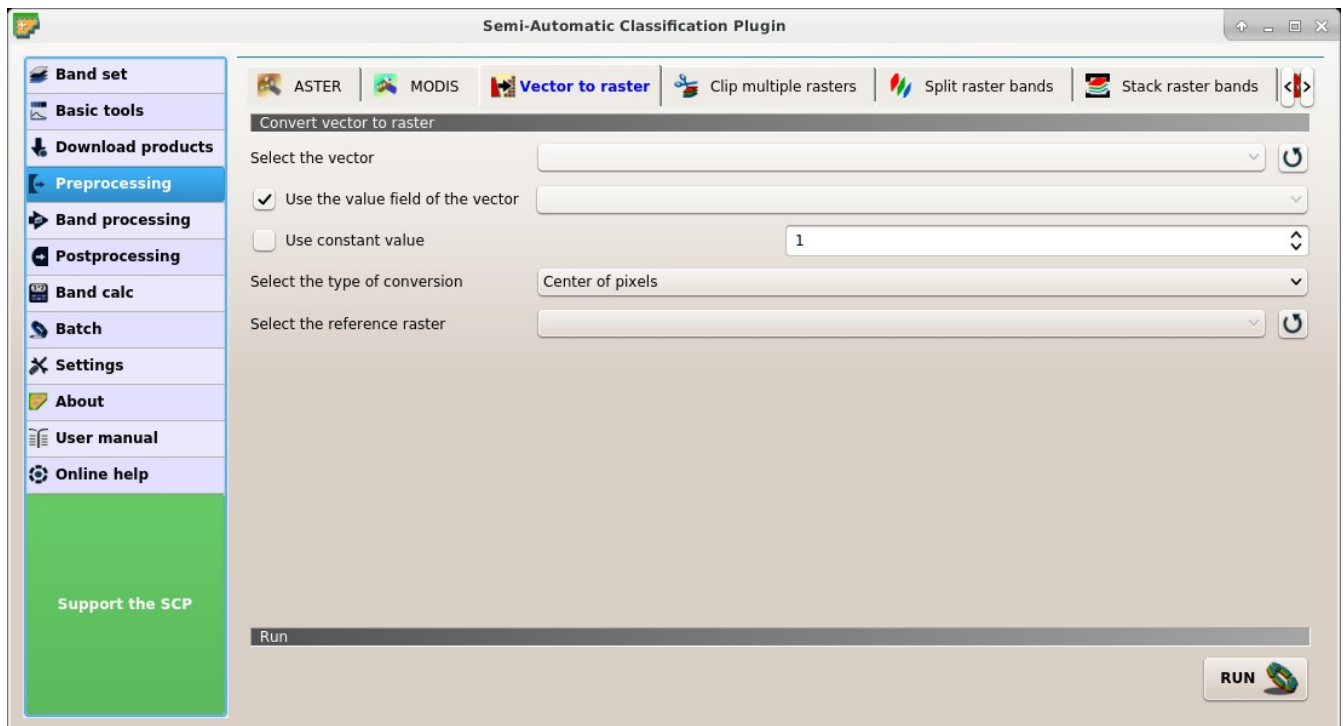 Semi-Automatic Classification Plugin
Band set
Basic tools
Download products
Preprocessing
Band processing
Postprocessing
Band calc
Batch
Settings
About
User manual
Online help
Support the SCP
ASTER MODIS Vector to raster Clip multiple rasters Split raster bands Stack raster bands
Convert vector to raster
Select the vector
Use the value field of the vector
Use constant value 1
Select the type of conversion Center of pixels
Select the reference raster
Run
RUN